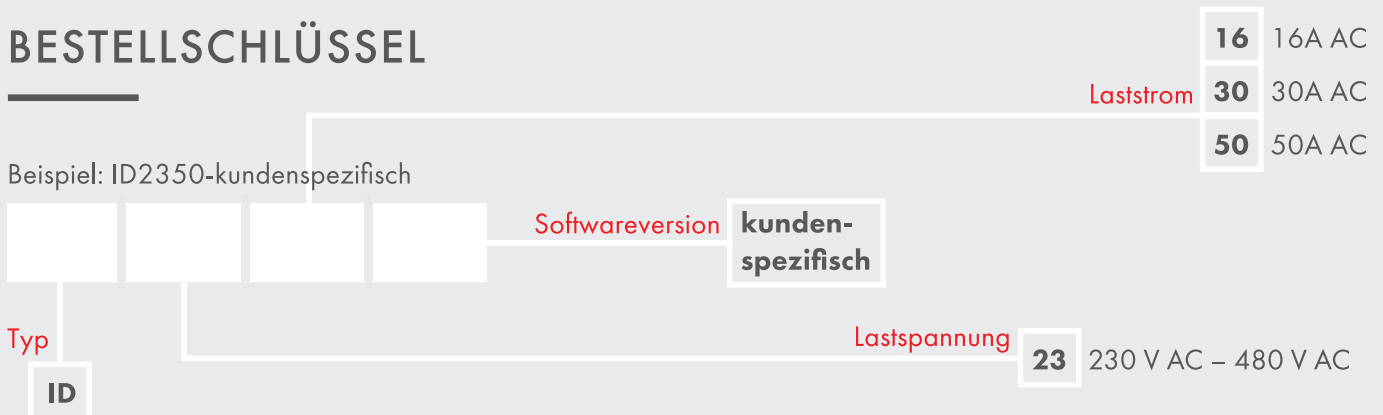 BESTELLSCHLÜSSEL
16 16A AC
Laststrom 30 30A AC
50 50A AC
Beispiel: ID2350-kundenspezifisch
Softwareversion kunden-
spezifisch
Typ
Lastspannung
23 230 V AC – 480 V AC
ID